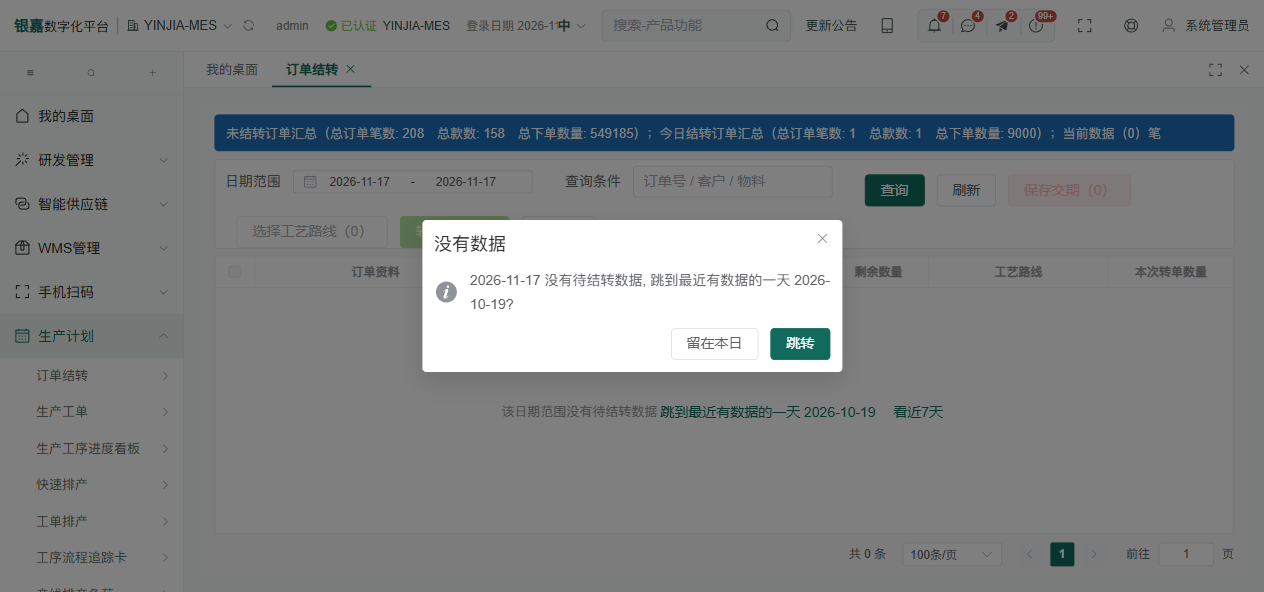 银嘉数字化平台 YINJIA-MES admin 已认证 YINJIA-MES 登录日期 2026-11 中 搜索-产品功能 更新公告 7 4 2 99+ 系统管理员
我的桌面 订单结转
我的桌面
研发管理
智能供应链
WMS管理
手机扫码
生产计划
订单结转
生产工单
生产工序进度看板
快速排产
工单排产
工序流程追踪卡
未结转订单汇总（总订单笔数: 208 总款数: 158 总下单数量: 549185）; 今日结转订单汇总（总订单笔数: 1 总款数: 1 总下单数量: 9000）; 当前数据（0）笔
日期范围 2026-11-17 - 2026-11-17 查询条件 订单号 / 客户 / 物料 查询 刷新 保存交期（0）
选择工艺路线（0）
订单资料 剩余数量 工艺路线 本次转单数量
没有数据
2026-11-17 没有待结转数据, 跳到最近有数据的一天 2026-
10-19?
留在本日 跳转
该日期范围没有待结转数据 跳到最近有数据的一天 2026-10-19 看近7天
共 0 条 100条/页 1 前往 1 页